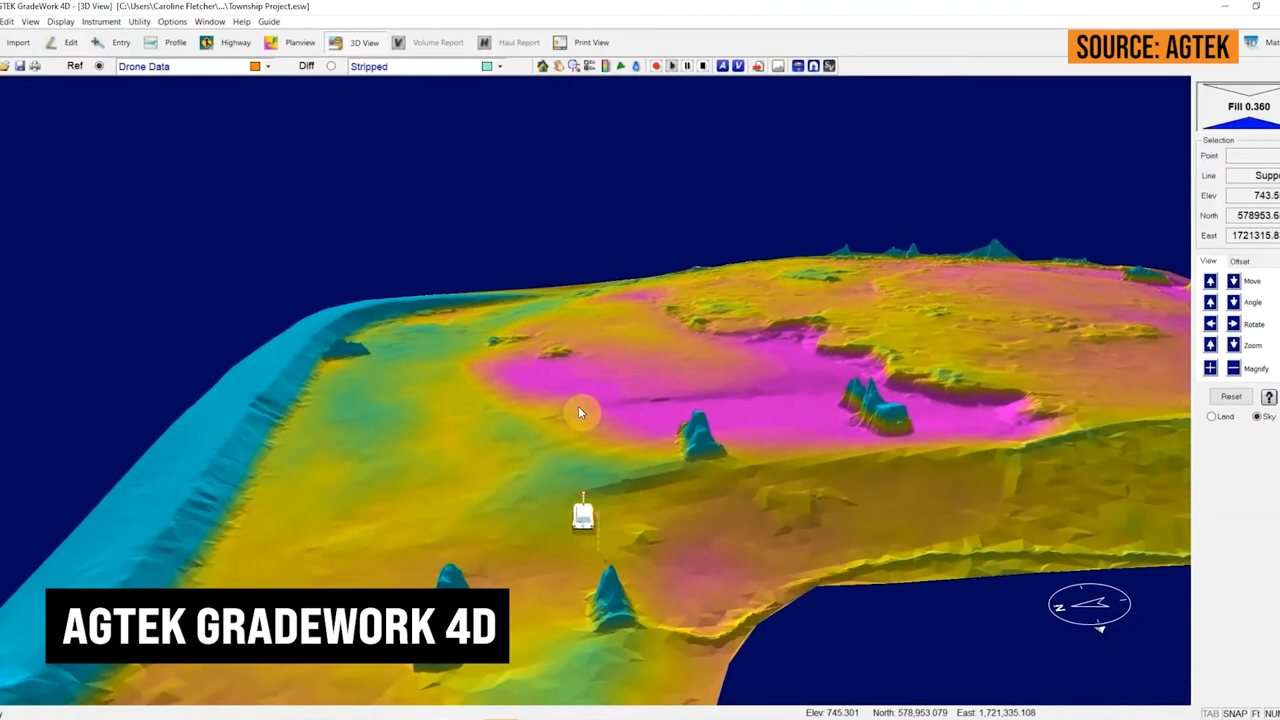 GTEK GradeWork 4D - [3D View] [C:\Users\Caroline Fletcher\...\Township Project.esw]
Edit View Display Instrument Utility Options Window Help Guide
Import Edit Entry Profile Highway Planview 3D View Volume Report Haul Report Print View Mat
SOURCE: AGTEK
Ref Drone Data Diff Stripped
A V
Fill 0.360
Selection
Point
Line Supp
Elev 743.5
North 578953.6
East 1721315.8
View Offset
Move
Angle
Rotate
Zoom
Magnify
Reset ?
Land Sky
Z
AGTEK GRADEWORK 4D
Elev: 745.301 North: 578,953.079 East: 1,721,335.108 TAB SNAP Ft NUM